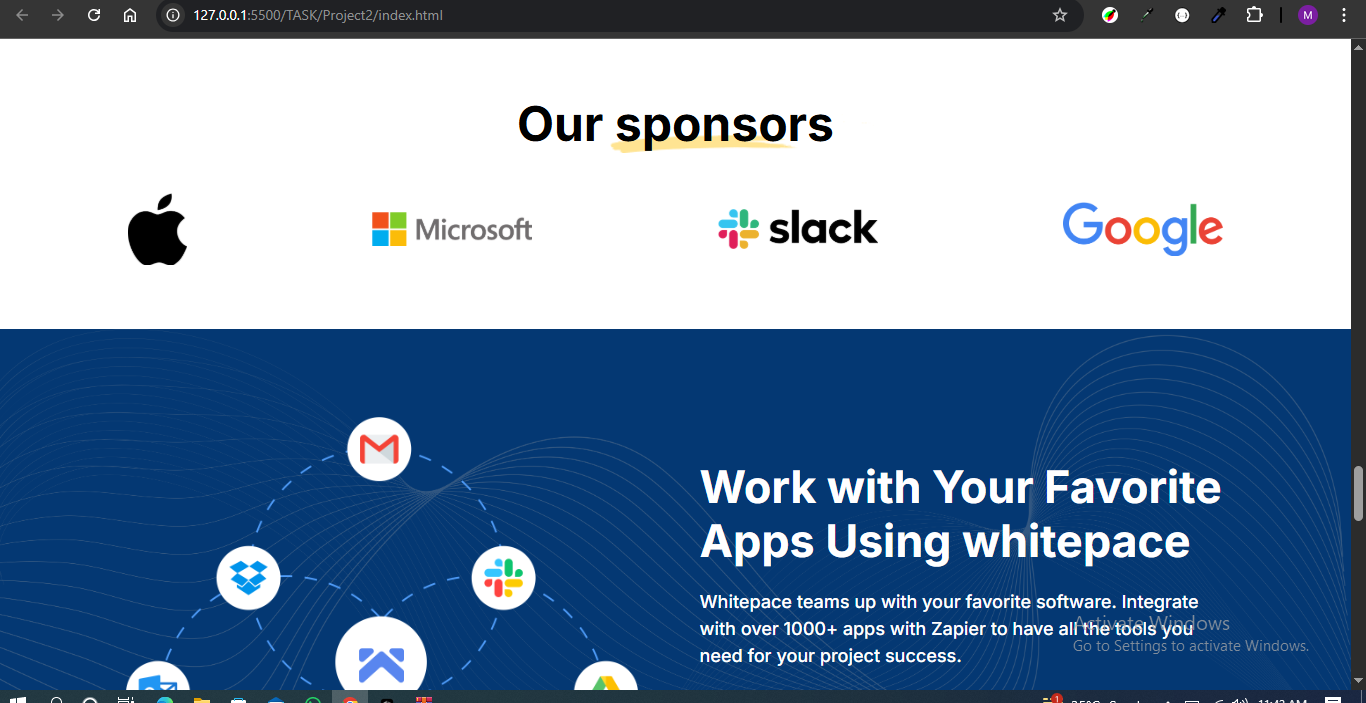 127.0.0.1:5500/TASK/Project2/index.html
M
Our sponsors
Microsoft
slack
Google
Work with Your Favorite
Apps Using whitepace
Whitepace teams up with your favorite software. Integrate
with over 1000+ apps with Zapier to have all the tools you
need for your project success.
Activate Windows
Go to Settings to activate Windows.
1